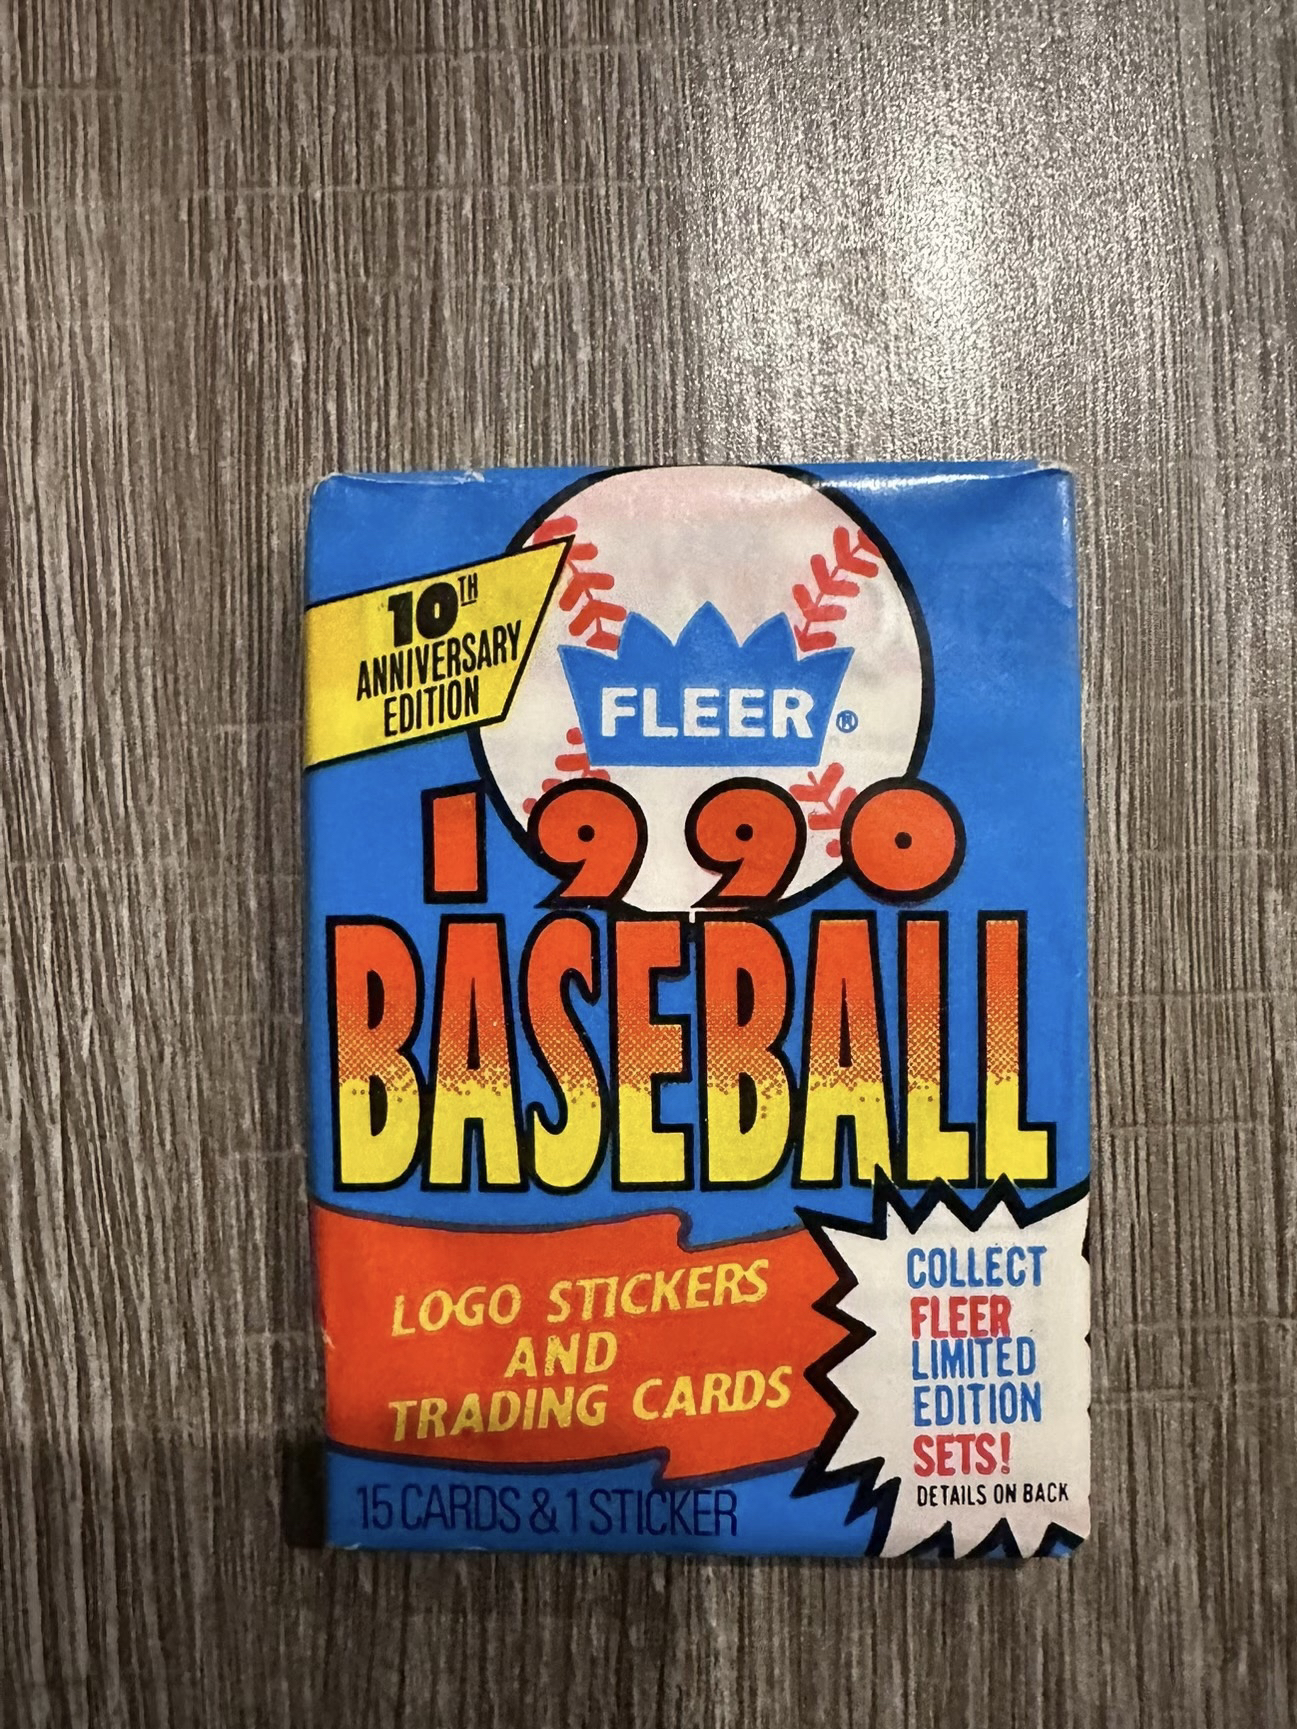 10TH
ANNIVERSARY
EDITION
FLEER®
1990
BASEBALL
LOGO STICKERS
AND
TRADING CARDS
15 CARDS & 1 STICKER
COLLECT
FLEER
LIMITED
EDITION
SETS!
DETAILS ON BACK